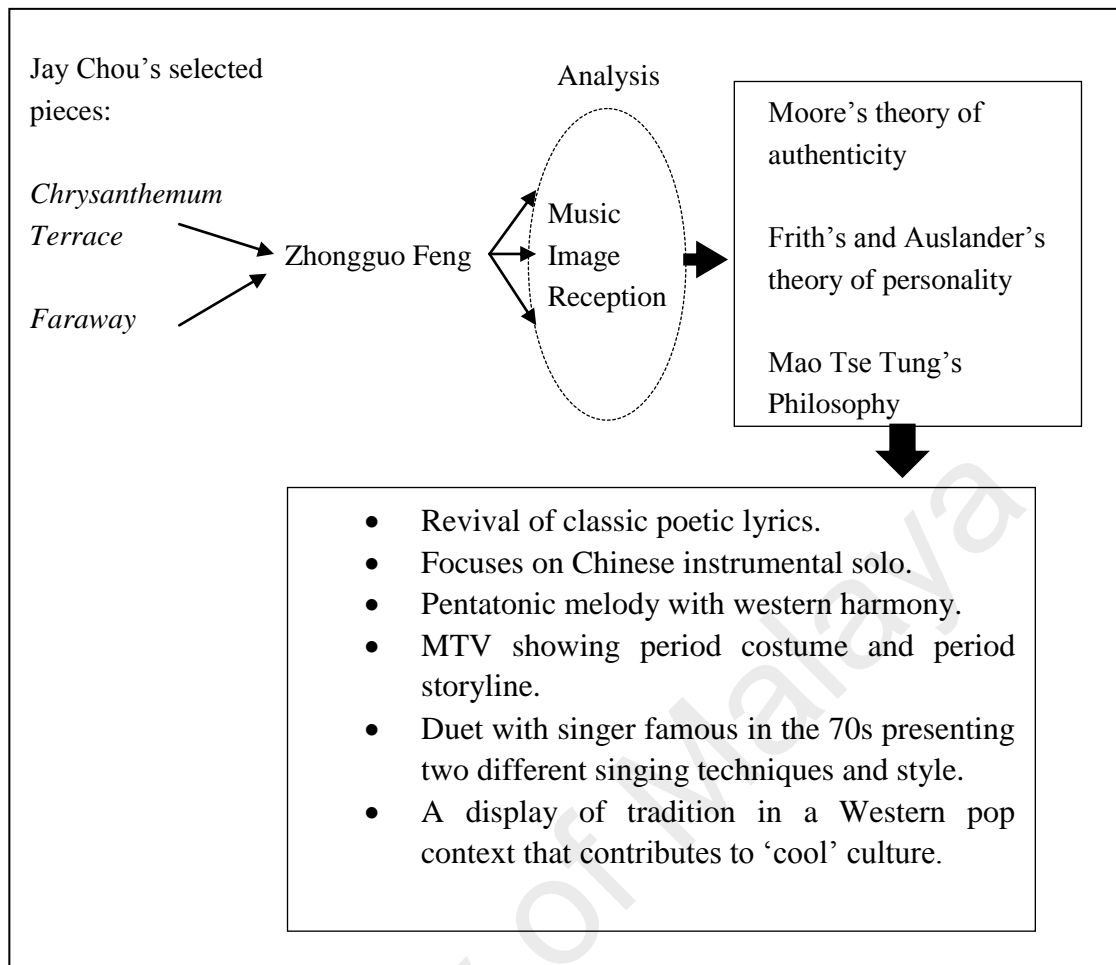 Jay Chou’s selected
pieces:
Chrysanthemum
Terrace
Faraway
Zhongguo Feng
Analysis
Music
Image
Reception
Moore’s theory of
authenticity
Frith’s and Auslander’s
theory of personality
Mao Tse Tung’s
Philosophy
• Revival of classic poetic lyrics.
• Focuses on Chinese instrumental solo.
• Pentatonic melody with western harmony.
• MTV showing period costume and period
storyline.
• Duet with singer famous in the 70s presenting
two different singing techniques and style.
• A display of tradition in a Western pop
context that contributes to ‘cool’ culture.
of Malaya